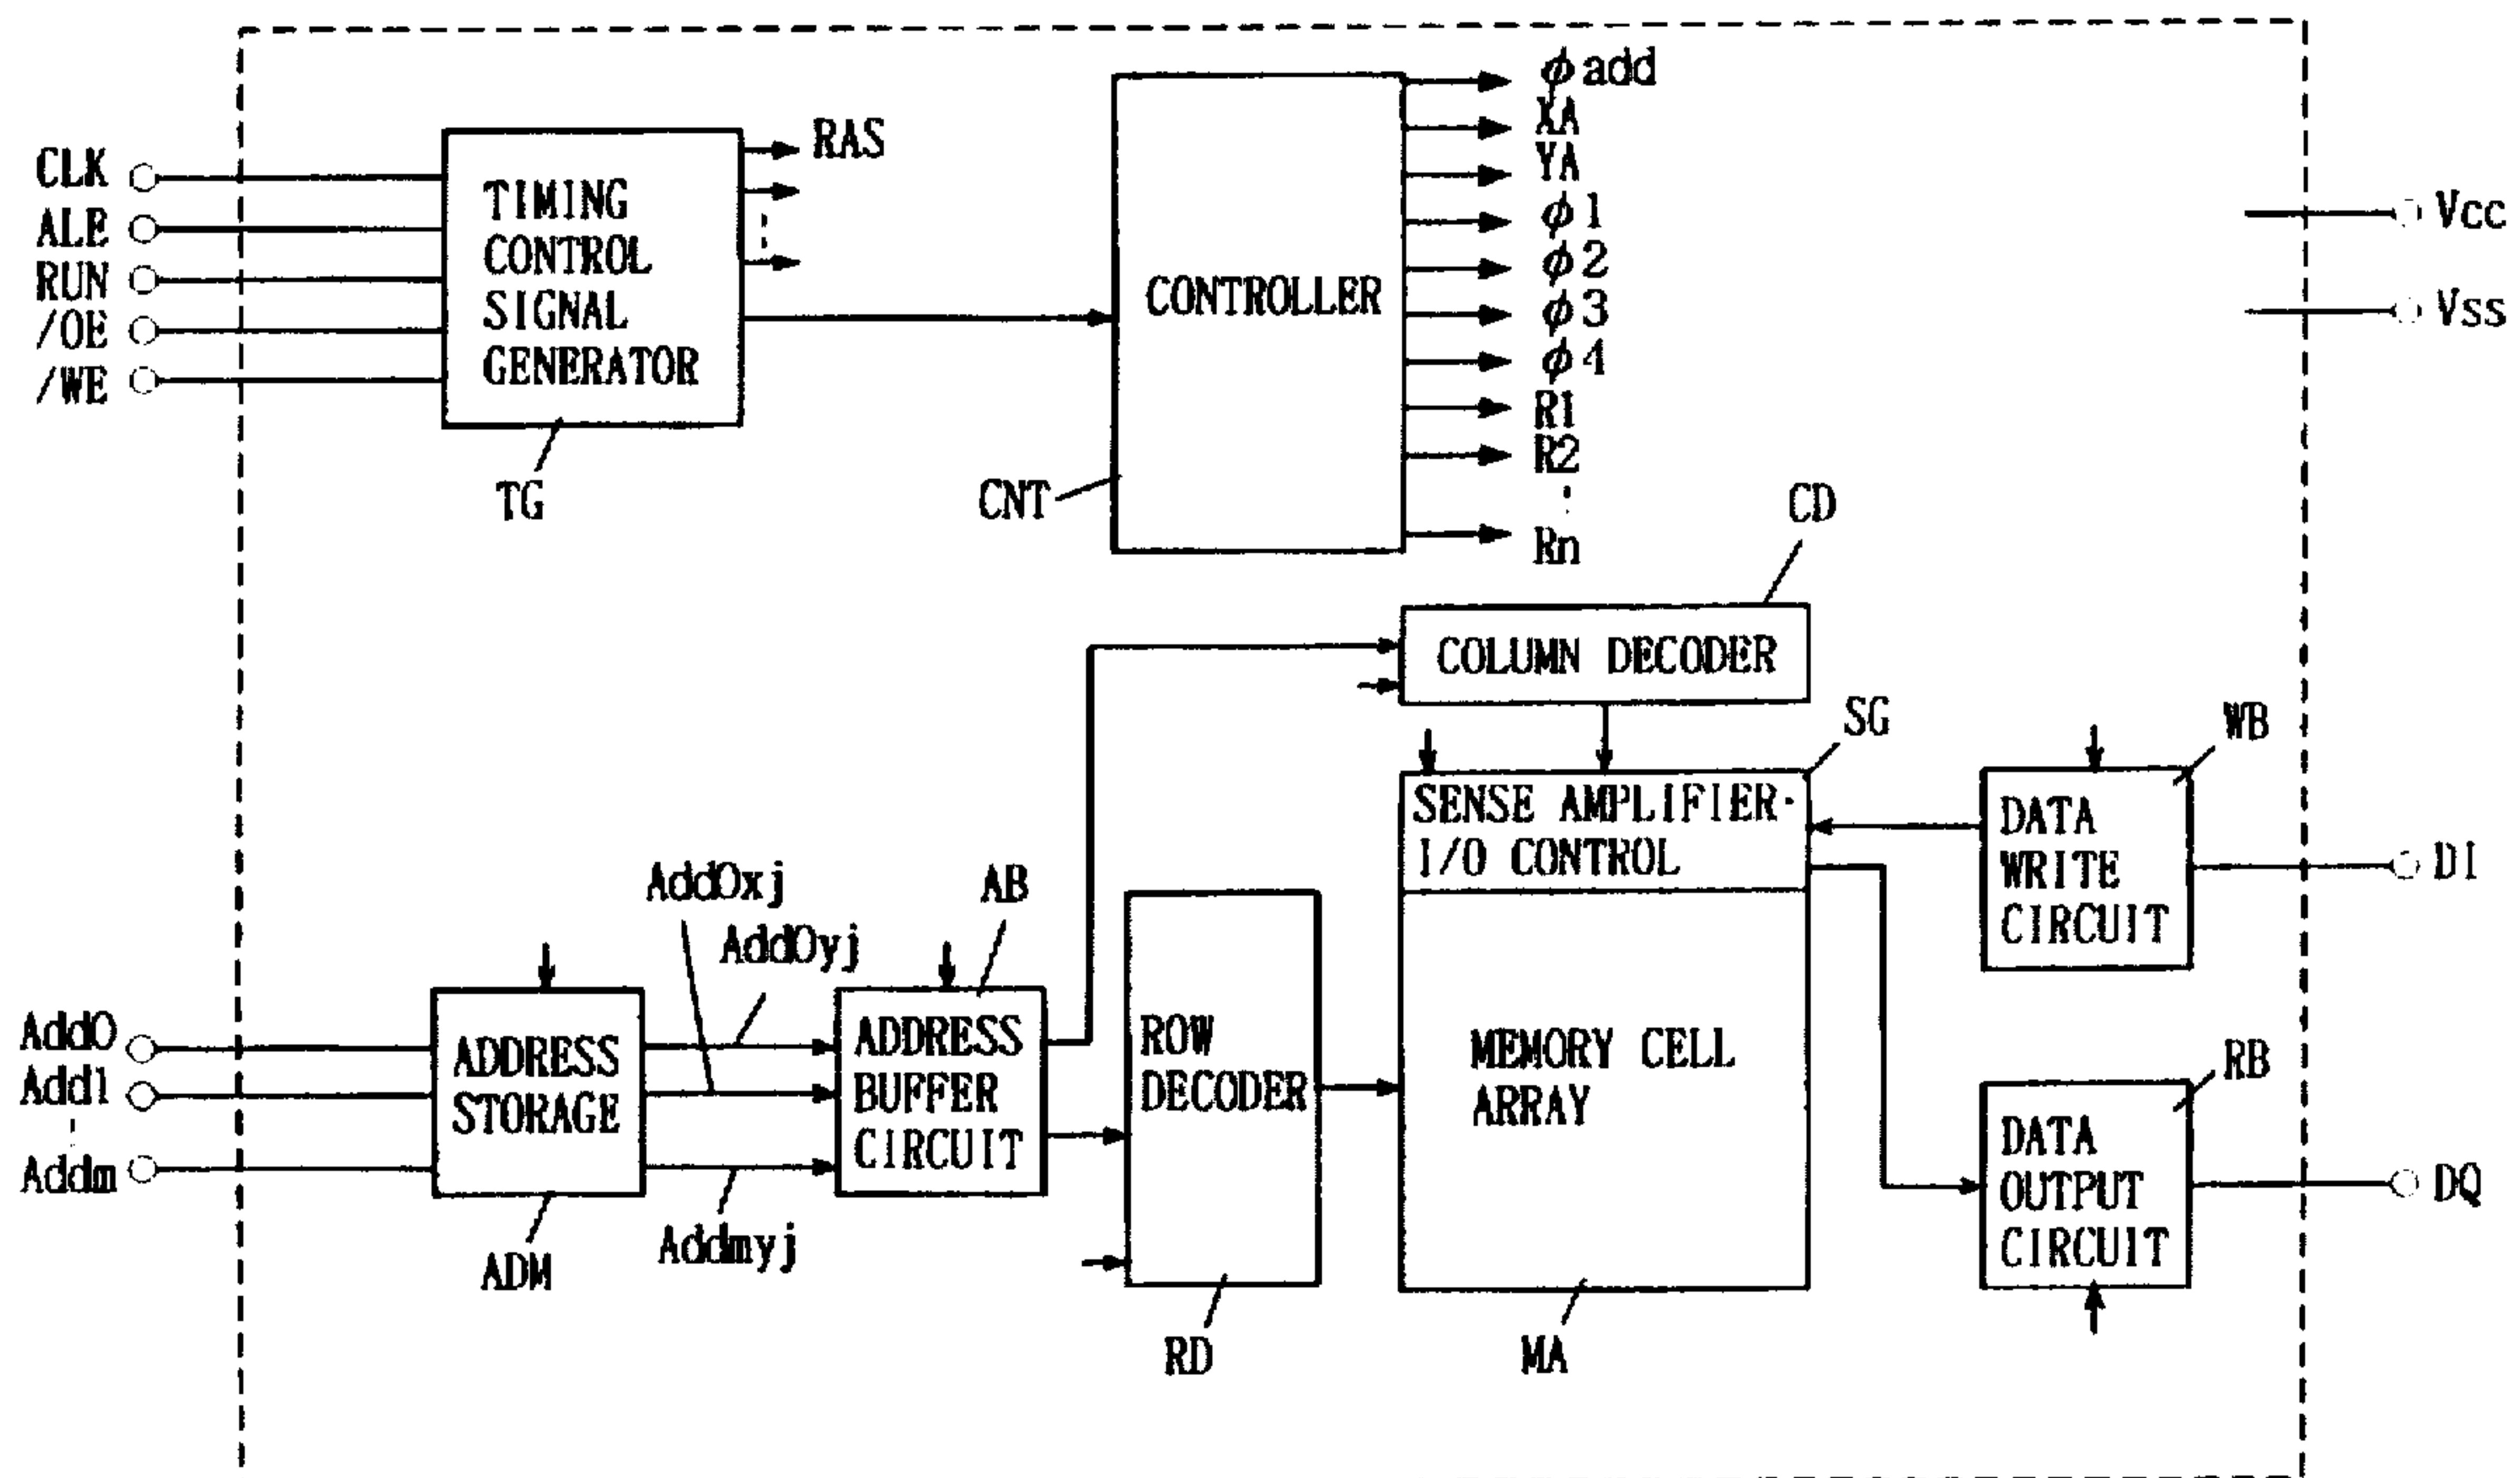 CLK
ALE
RUN
/OE
/WE
TIMING
CONTROL
SIGNAL
GENERATOR
TG
RAS
CONTROLLER
CNT
ϕadd
XA
YA
ϕ1
ϕ2
ϕ3
ϕ4
R1
R2
Rn
Vcc
Vss
CD
COLUMN DECODER
SG
SENSE AMPLIFIER·
I/O CONTROL
WB
DATA
WRITE
CIRCUIT
DI
Add0
Add1
Addm
ADDRESS
STORAGE
ADM
Add0xj
Add0yj
Addmyj
AB
ADDRESS
BUFFER
CIRCUIT
ROW
DECODER
RD
MEMORY CELL
ARRAY
MA
RB
DATA
OUTPUT
CIRCUIT
DQ